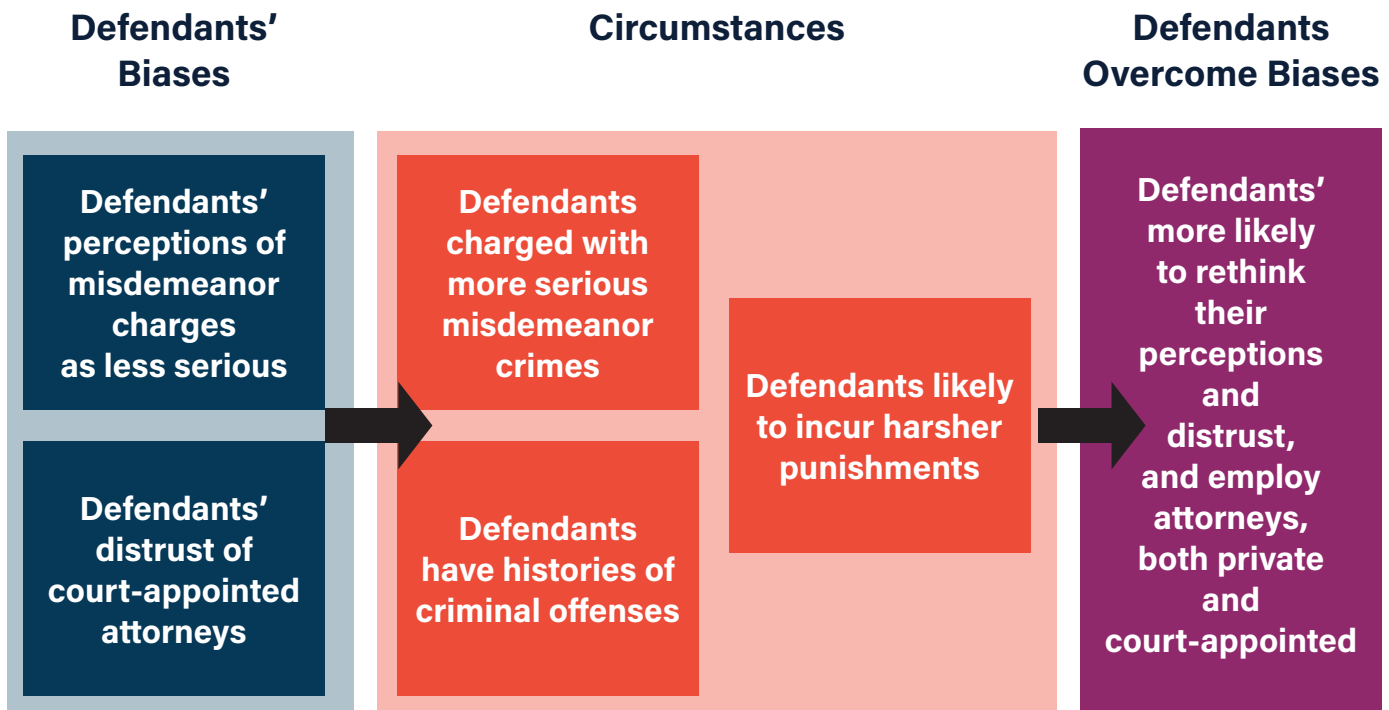 Defendants’
Biases
Circumstances
Defendants
Overcome Biases
Defendants’
perceptions of
misdemeanor
charges
as less serious
Defendants’
distrust of
court-appointed
attorneys
Defendants
charged with
more serious
misdemeanor
crimes
Defendants
have histories of
criminal offenses
Defendants likely
to incur harsher
punishments
Defendants’
more likely
to rethink
their
perceptions
and
distrust,
and employ
attorneys,
both private
and
court-appointed